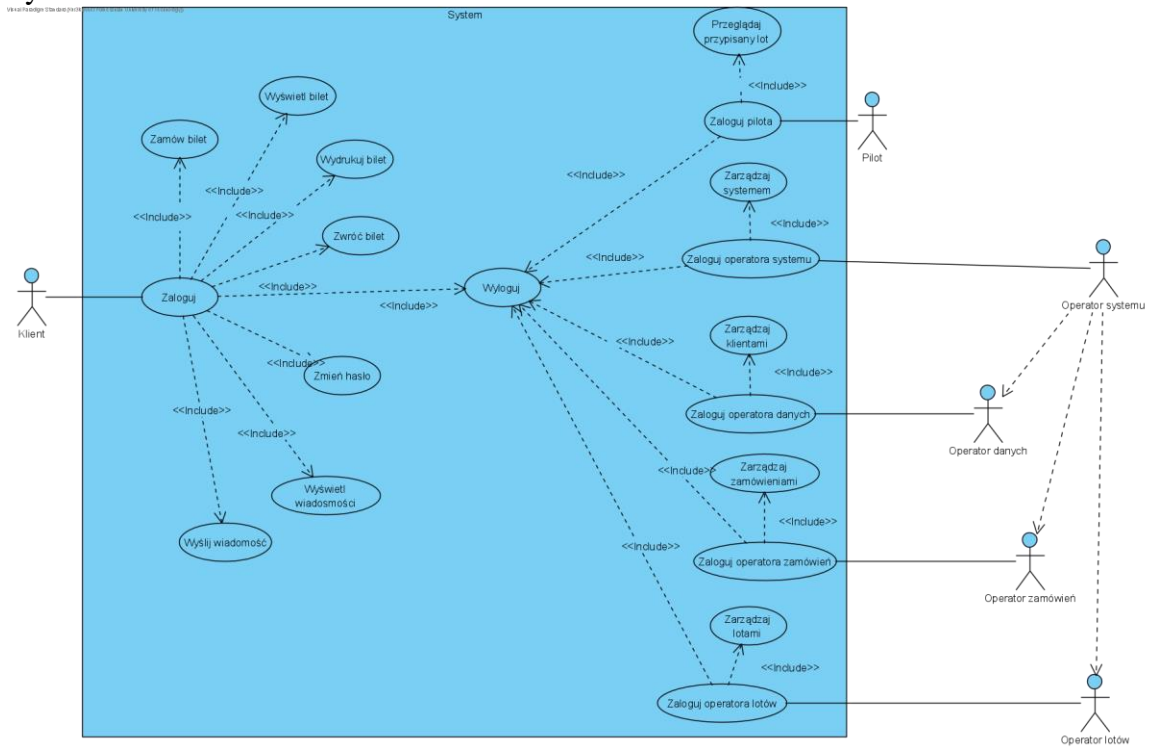 System
Przeglądaj
przypisany lot
<<Include>>
Wyświetl bilet
Zaloguj pilota
Pilot
Zamów bilet
Wydrukuj bilet
<<Include>>
Zarządzaj
systemem
<<Include>>
<<Include>>
<<Include>>
<<Include>>
Zwróć bilet
Zaloguj operatora systemu
<<Include>>
Operator systemu
Klient
Zaloguj
<<Include>>
<<Include>>
Wyloguj
Zarządzaj
klientami
<<Include>>
<<Include>>
<<Include>>
Zmień hasło
<<Include>>
Zaloguj operatora danych
Operator danych
<<Include>>
Zarządzaj
zamówieniami
<<Include>>
Wyświetl
wiadosmości
<<Include>>
Wyślij wiadomość
<<Include>>
Zaloguj operatora zamówień
Operator zamówień
Zarządzaj
lotami
<<Include>>
Zaloguj operatora lotów
Operator lotów